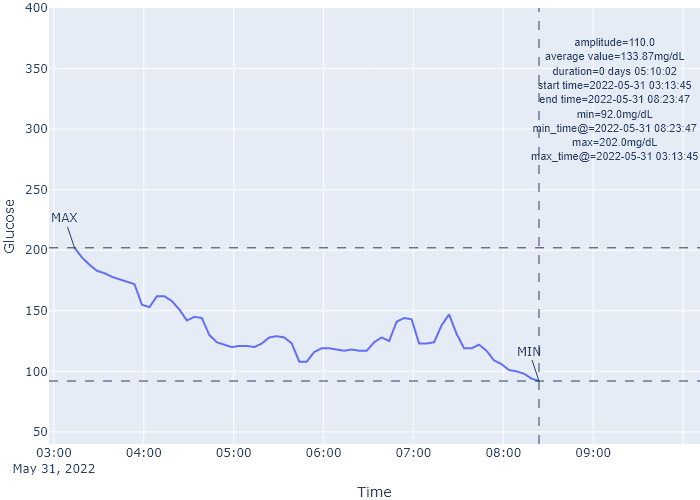 400
350
300
250
200
150
100
50
Glucose
amplitude=110.0
average value=133.87mg/dL
duration=0 days 05:10:02
start time=2022-05-31 03:13:45
end time=2022-05-31 08:23:47
min=92.0mg/dL
min_time@=2022-05-31 08:23:47
max=202.0mg/dL
max_time@=2022-05-31 03:13:45
MAX
MIN
03:00 04:00 05:00 06:00 07:00 08:00 09:00
May 31, 2022
Time